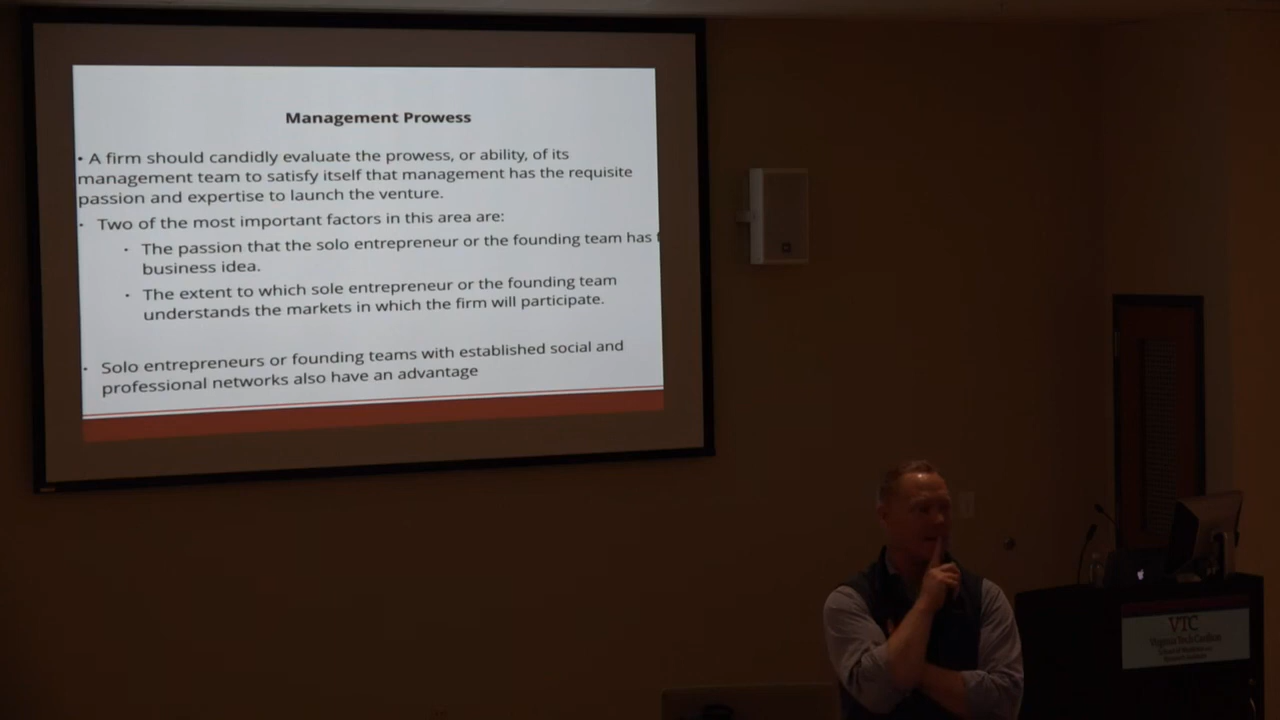 Management Prowess
• A firm should candidly evaluate the prowess, or ability, of its
management team to satisfy itself that management has the requisite
passion and expertise to launch the venture.
• Two of the most important factors in this area are:
• The passion that the solo entrepreneur or the founding team has
business idea.
• The extent to which sole entrepreneur or the founding team
understands the markets in which the firm will participate.
• Solo entrepreneurs or founding teams with established social and
professional networks also have an advantage
VTC
Virginia Tech Carilion